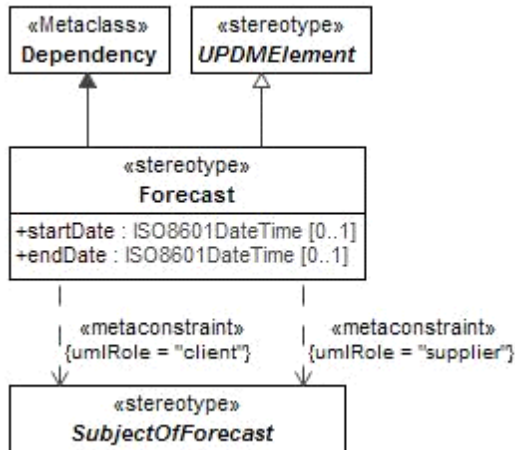 «Metaclass»
Dependency
«stereotype»
UPDMElement
«stereotype»
Forecast
+startDate : ISO8601DateTime [0..1]
+endDate : ISO8601DateTime [0..1]
«metaconstraint»
{umlRole = "client"}
«metaconstraint»
{umlRole = "supplier"}
«stereotype»
SubjectOfForecast